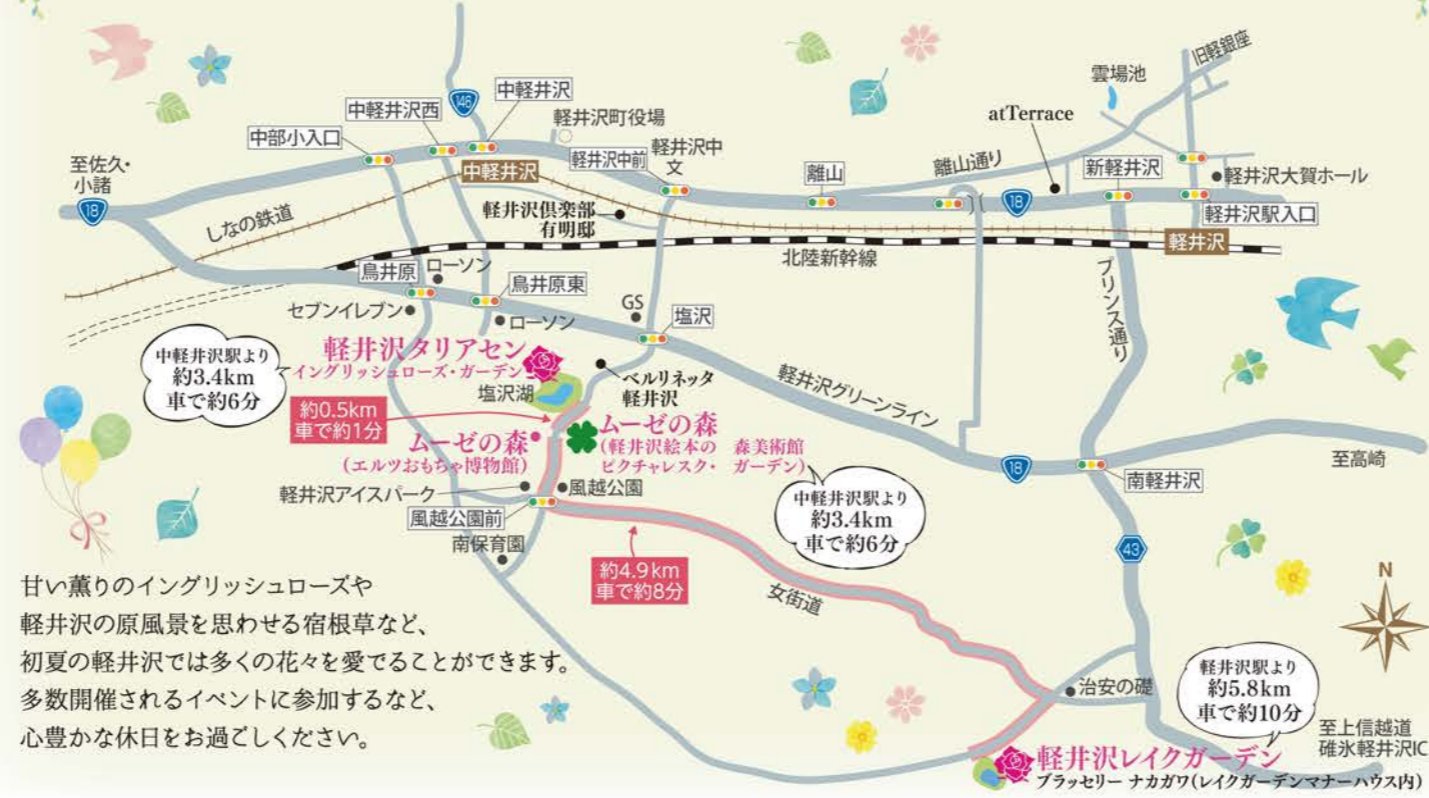 旧軽銀座
雲場池
atTerrace
146
中軽井沢
中軽井沢西
中部小入口
軽井沢町役場
軽井沢中前
軽井沢中
文
離山
離山通り
新軽井沢
軽井沢大賀ホール
軽井沢駅入口
至佐久・
小諸
18
18
中軽井沢
しなの鉄道
軽井沢倶楽部
有明邸
軽井沢
北陸新幹線
プリンス通り
鳥井原
ローソン
鳥井原東
セブンイレブン
ローソン
GS
塩沢
中軽井沢駅より
約3.4km
車で約6分
軽井沢タリアセン
イングリッシュローズ・ガーデン
塩沢湖
ベルリネッタ
軽井沢
軽井沢グリーンライン
約0.5km
車で約1分
ムーゼの森
(エルツおもちゃ博物館)
ムーゼの森
(軽井沢絵本の 森美術館
ピクチャレスク・ ガーデン)
中軽井沢駅より
約3.4km
車で約6分
18
至高崎
南軽井沢
軽井沢アイスパーク
風越公園
風越公園前
南保育園
43
約4.9km
車で約8分
女街道
N
甘い薫りのイングリッシュローズや
軽井沢の原風景を思わせる宿根草など、
初夏の軽井沢では多くの花々を愛でることができます。
多数開催されるイベントに参加するなど、
心豊かな休日をお過ごしください。
治安の礎
軽井沢駅より
約5.8km
車で約10分
至上信越道
碓氷軽井沢IC
軽井沢レイクガーデン
ブラッセリー ナカガワ(レイクガーデンマナーハウス内)